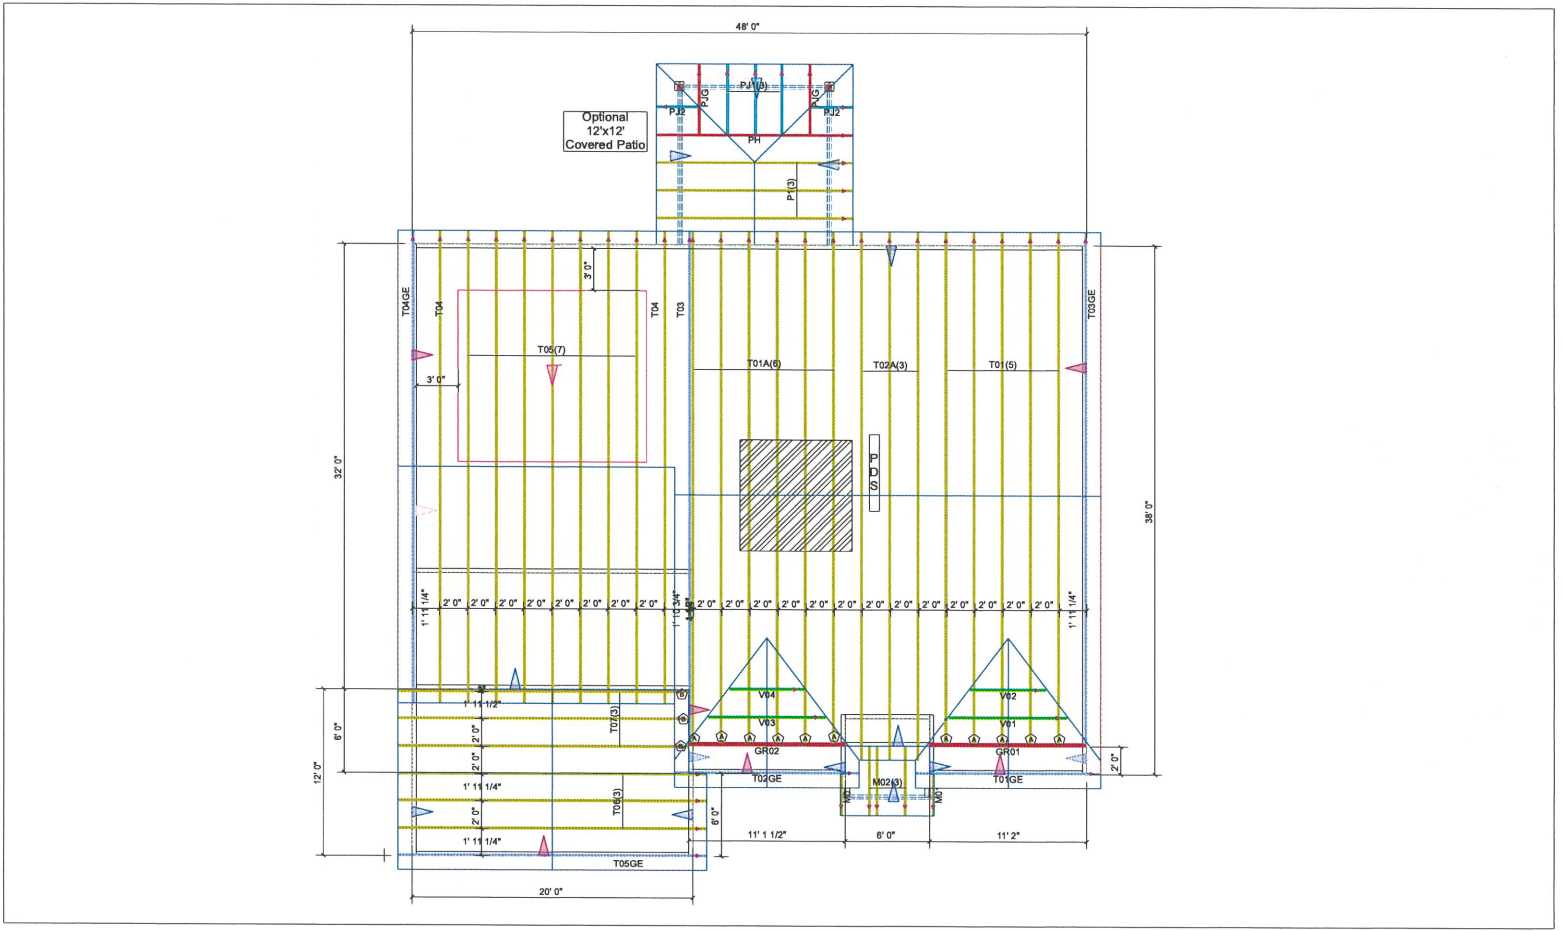 48' 0"
Optional
12'x12'
Covered Patio
PJG
PJ1(3)
PJG
PJ2
PJ2
PH
P1(3)
3' 0"
T04GE
T04
T04
T03
T03GE
T05(7)
T01A(6)
T02A(3)
T01(5)
3' 0"
32' 0"
PDS
38' 0"
1' 11 1/4"
2' 0"
2' 0"
2' 0"
2' 0"
2' 0"
2' 0"
2' 0"
2' 0"
1' 10 3/4"
2' 0"
2' 0"
2' 0"
2' 0"
2' 0"
2' 0"
2' 0"
2' 0"
2' 0"
2' 0"
2' 0"
2' 0"
2' 0"
1' 11 1/4"
V04
V02
V03
V01
B
B
B
A
A
A
A
A
A
A
A
A
A
A
GR02
GR01
1' 11 1/2"
T07(3)
6' 0"
2' 0"
2' 0"
2' 0"
12' 0"
T02GE
M02(3)
T01GE
1' 11 1/4"
T06(3)
2' 0"
6' 0"
1' 11 1/4"
11' 1 1/2"
6' 0"
11' 2"
T05GE
20' 0"